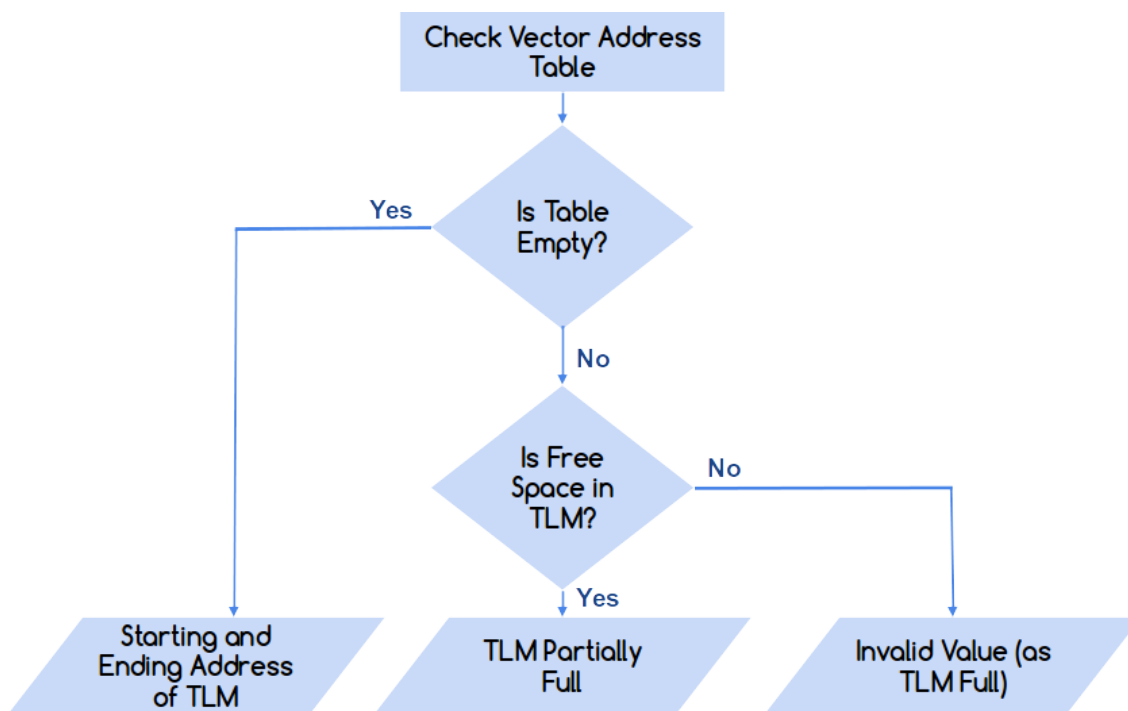 Check Vector Address
Table
Yes
Is Table
Empty?
No
Is Free
Space in
TLM?
No
Yes
Starting and
Ending Address
of TLM
TLM Partially
Full
Invalid Value (as
TLM Full)